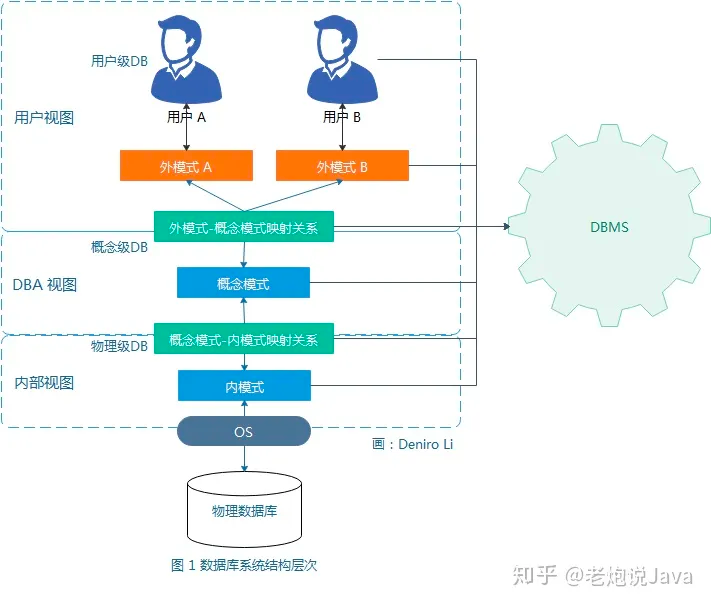 用户级DB
用户视图
用户 A
用户 B
外模式 A
外模式 B
外模式-概念模式映射关系
DBMS
概念级DB
DBA 视图
概念模式
概念模式-内模式映射关系
物理级DB
内部视图
内模式
OS
画：Deniro Li
物理数据库
图 1 数据库系统结构层次
知乎 @老炮说Java